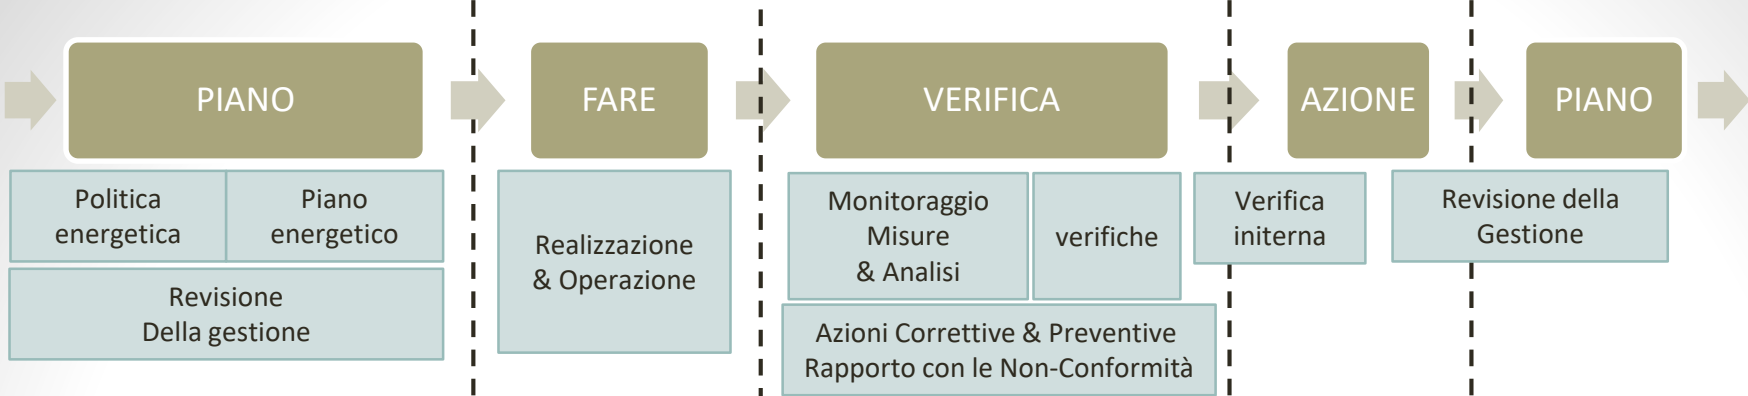 PIANO
FARE
VERIFICA
AZIONE
PIANO
Politica
energetica
Piano
energetico
Revisione
Della gestione
Realizzazione
& Operazione
Monitoraggio
Misure
& Analisi
verifiche
Azioni Correttive & Preventive
Rapporto con le Non-Conformità
Verifica
initerna
Revisione della
Gestione